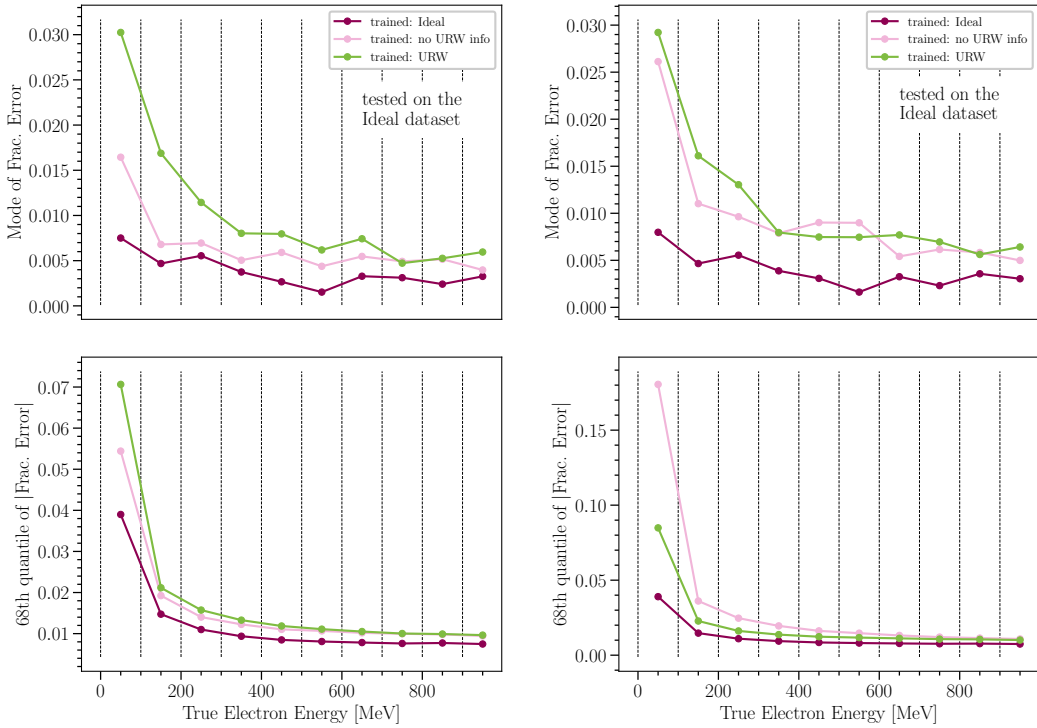 0.030
0.025
0.020
0.015
0.010
0.005
0.000
Mode of Frac. Error
trained: Ideal
trained: no URW info
trained: URW
tested on the
Ideal dataset
0.030
0.025
0.020
0.015
0.010
0.005
0.000
Mode of Frac. Error
trained: Ideal
trained: no URW info
trained: URW
tested on the
Ideal dataset
0.07
0.06
0.05
0.04
0.03
0.02
0.01
68th quantile of |Frac. Error|
0
200
400
600
800
True Electron Energy [MeV]
0.15
0.10
0.05
0.00
68th quantile of |Frac. Error|
0
200
400
600
800
True Electron Energy [MeV]